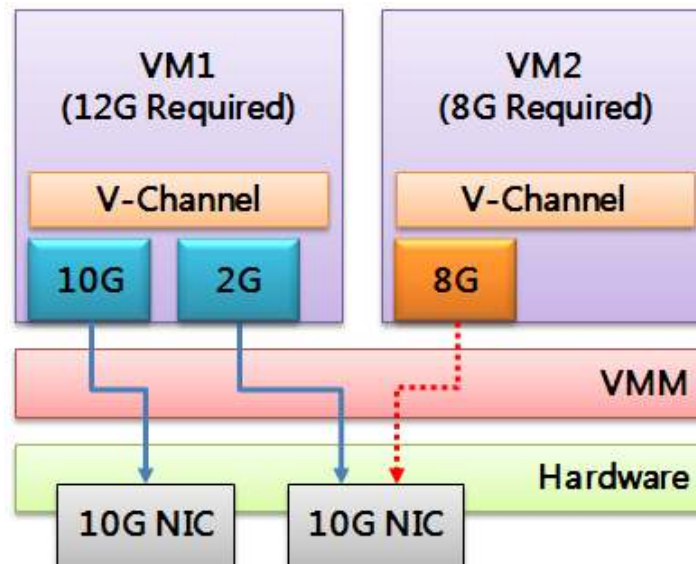 VM1
(12G Required)
VM2
(8G Required)
V-Channel
V-Channel
10G
2G
8G
VMM
Hardware
10G NIC
10G NIC